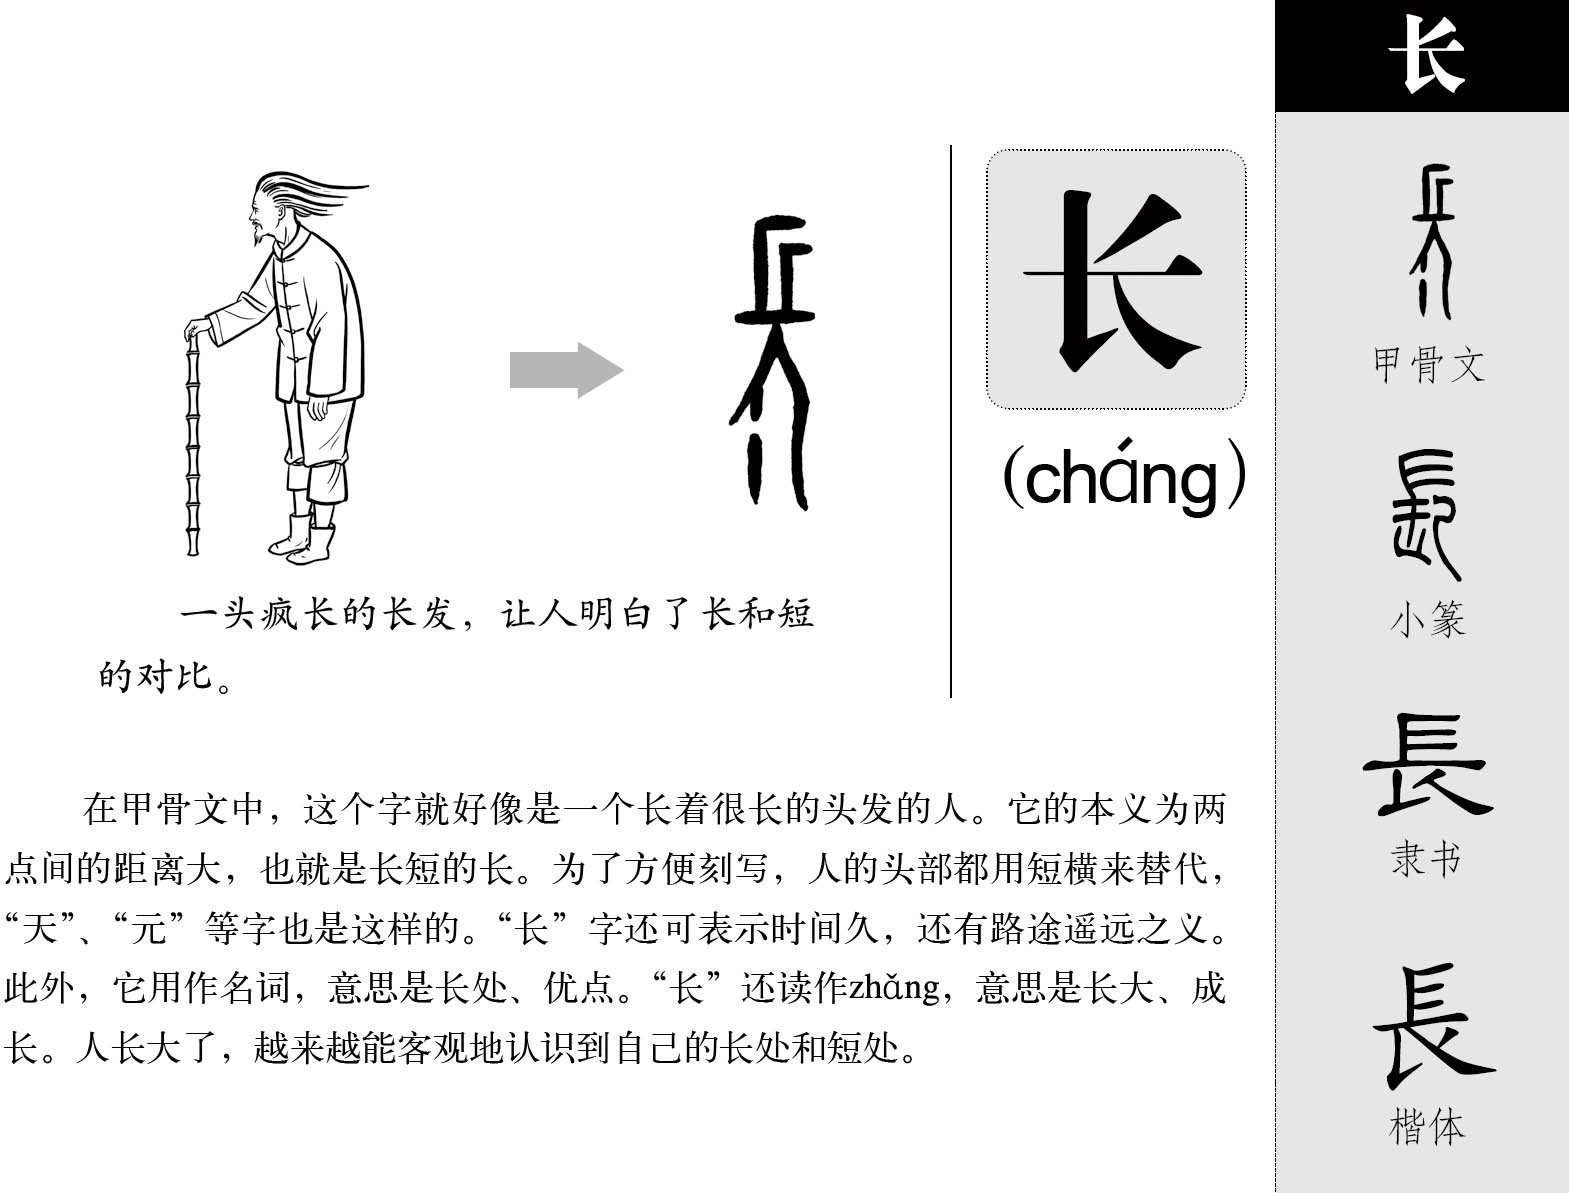 长
长
(cháng)
一头疯长的长发，让人明白了长和短
的对比。
在甲骨文中，这个字就好像是一个长着很长的头发的人。它的本义为两
点间的距离大，也就是长短的长。为了方便刻写，人的头部都用短横来替代，
“天”、“元”等字也是这样的。“长”字还可表示时间久，还有路途遥远之义。
此外，它用作名词，意思是长处、优点。“长”还读作zhǎng，意思是长大、成
长。人长大了，越来越能客观地认识到自己的长处和短处。
甲骨文
小篆
長
隶书
長
楷体